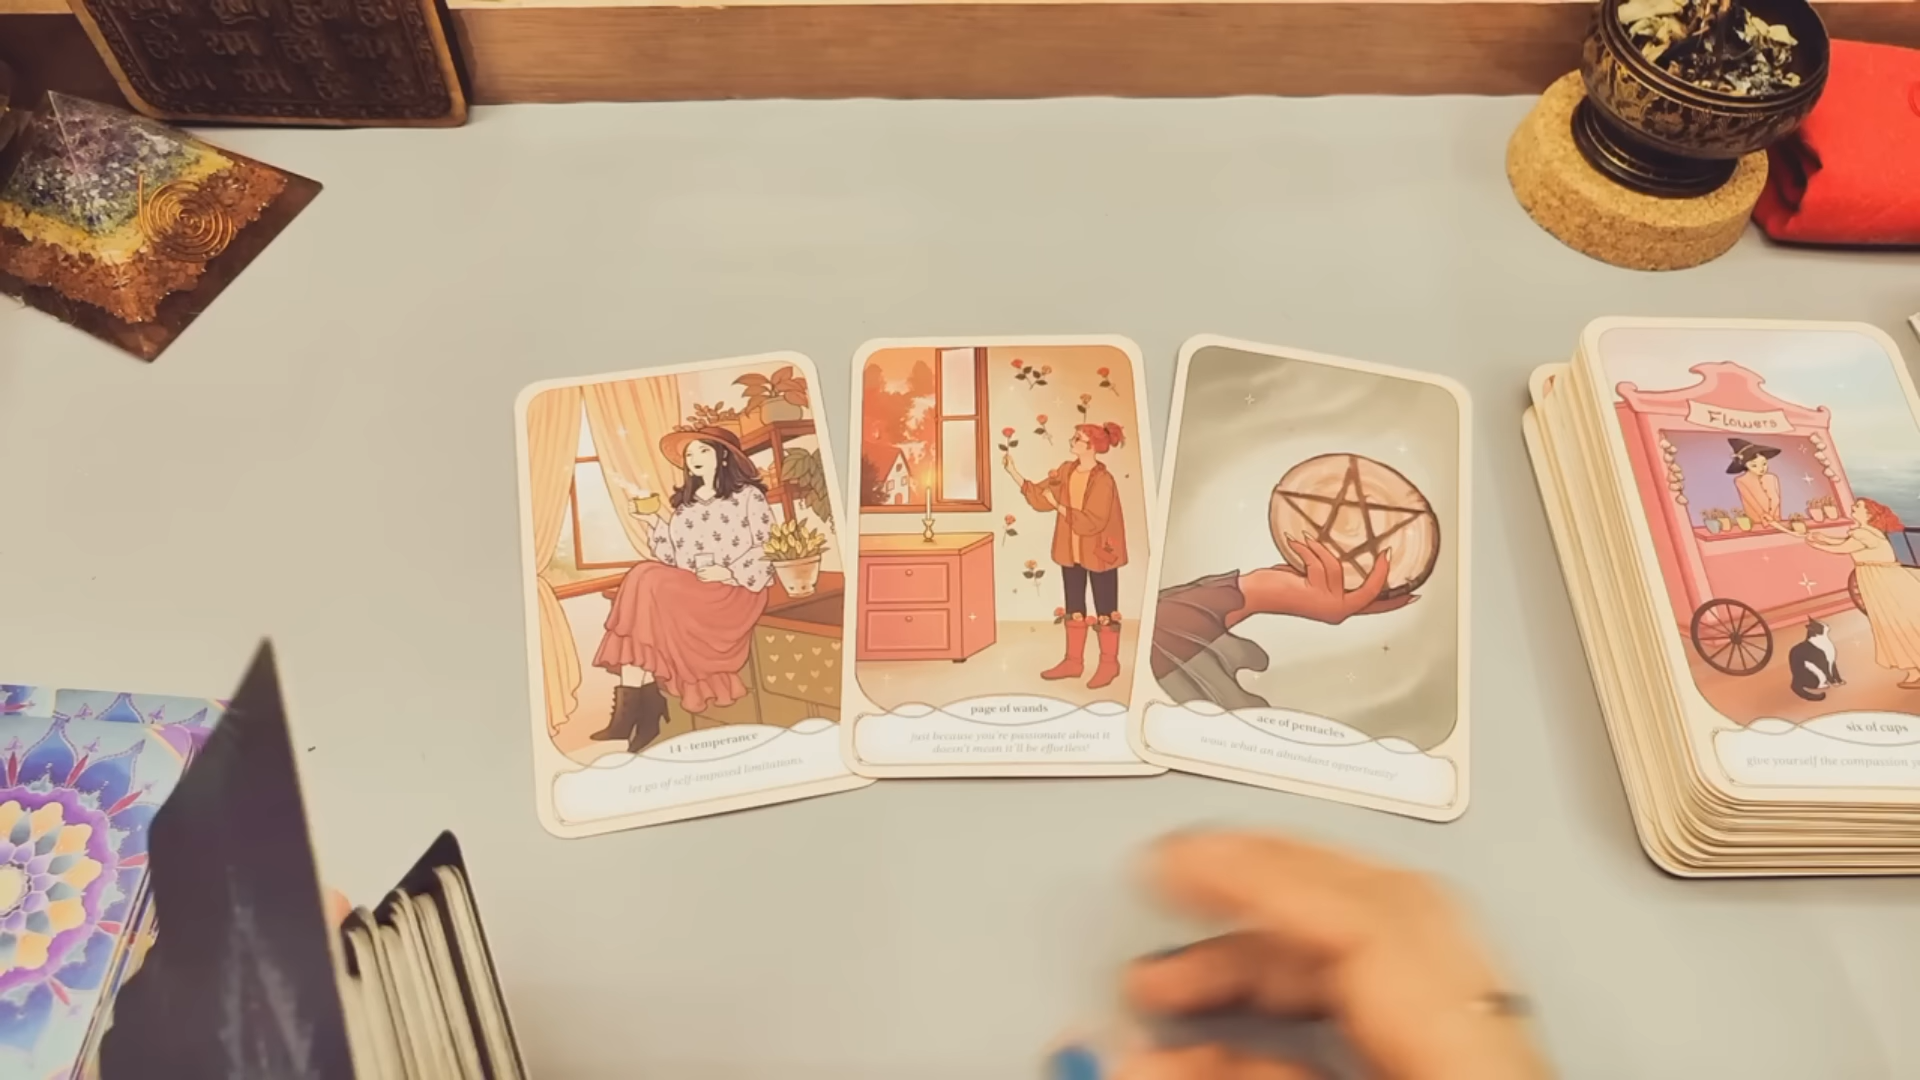 Flowers
14 - temperance
let go of self-imposed limitations.
page of wands
just because you're passionate about it
doesn't mean it'll be effortless!
ace of pentacles
wow, what an abundant opportunity!
six of cups
give yourself the compassion